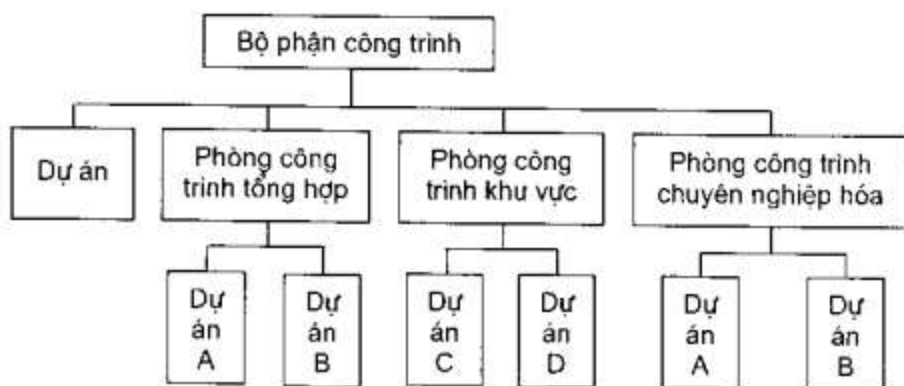 Bộ phận công trình
Dự án
Phòng công
trình tổng hợp
Phòng công
trình khu vực
Phòng công trình
chuyên nghiệp hóa
Dự
án
A
Dự
án
B
Dự
án
C
Dự
án
D
Dự
án
A
Dự
án
B